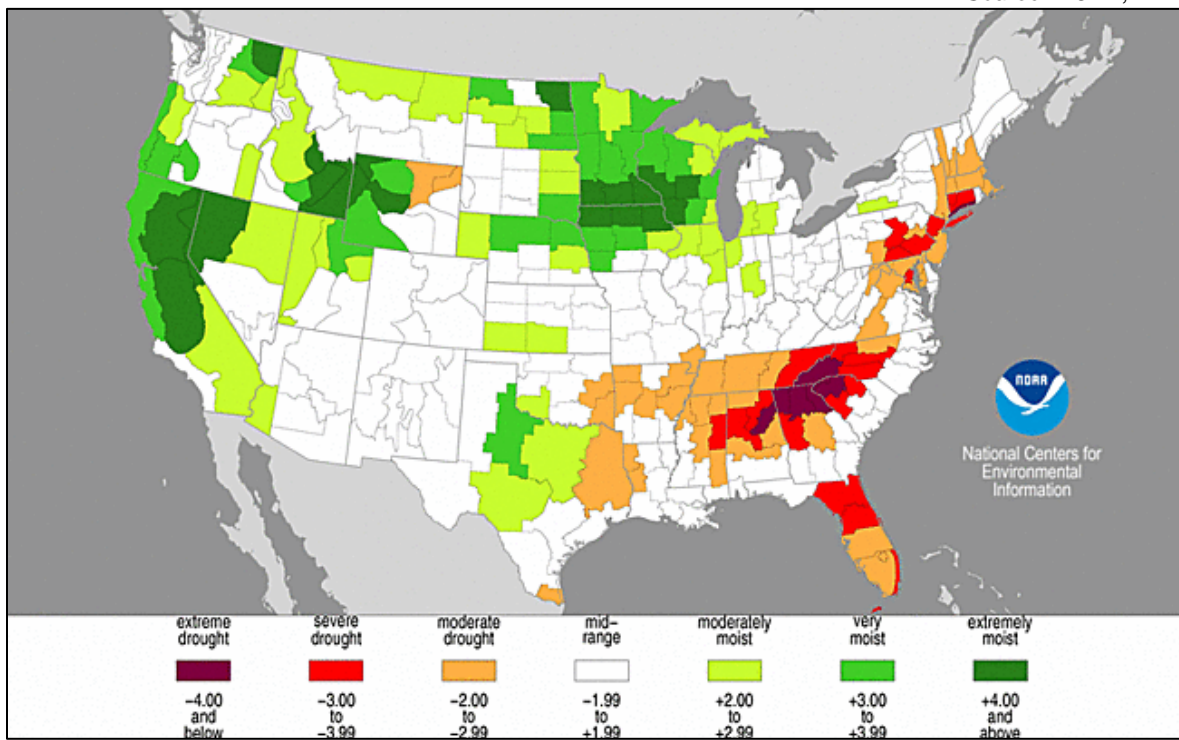 NOAA
National Centers for
Environmental
Information
extreme drought
severe drought
moderate drought
mid–range
moderately moist
very moist
extremely moist
−4.00 and below
−3.00 to −3.99
−2.00 to −2.99
−1.99 to +1.99
+2.00 to +2.99
+3.00 to +3.99
+4.00 and above